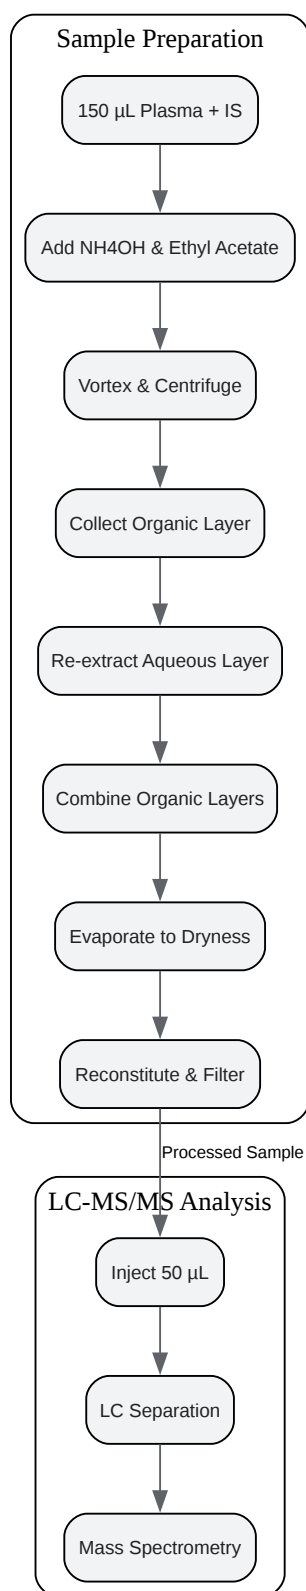 Sample Preparation
150 µL Plasma + IS
Add NH4OH & Ethyl Acetate
Vortex & Centrifuge
Collect Organic Layer
Re-extract Aqueous Layer
Combine Organic Layers
Evaporate to Dryness
Reconstitute & Filter
Processed Sample
LC-MS/MS Analysis
Inject 50 µL
LC Separation
Mass Spectrometry